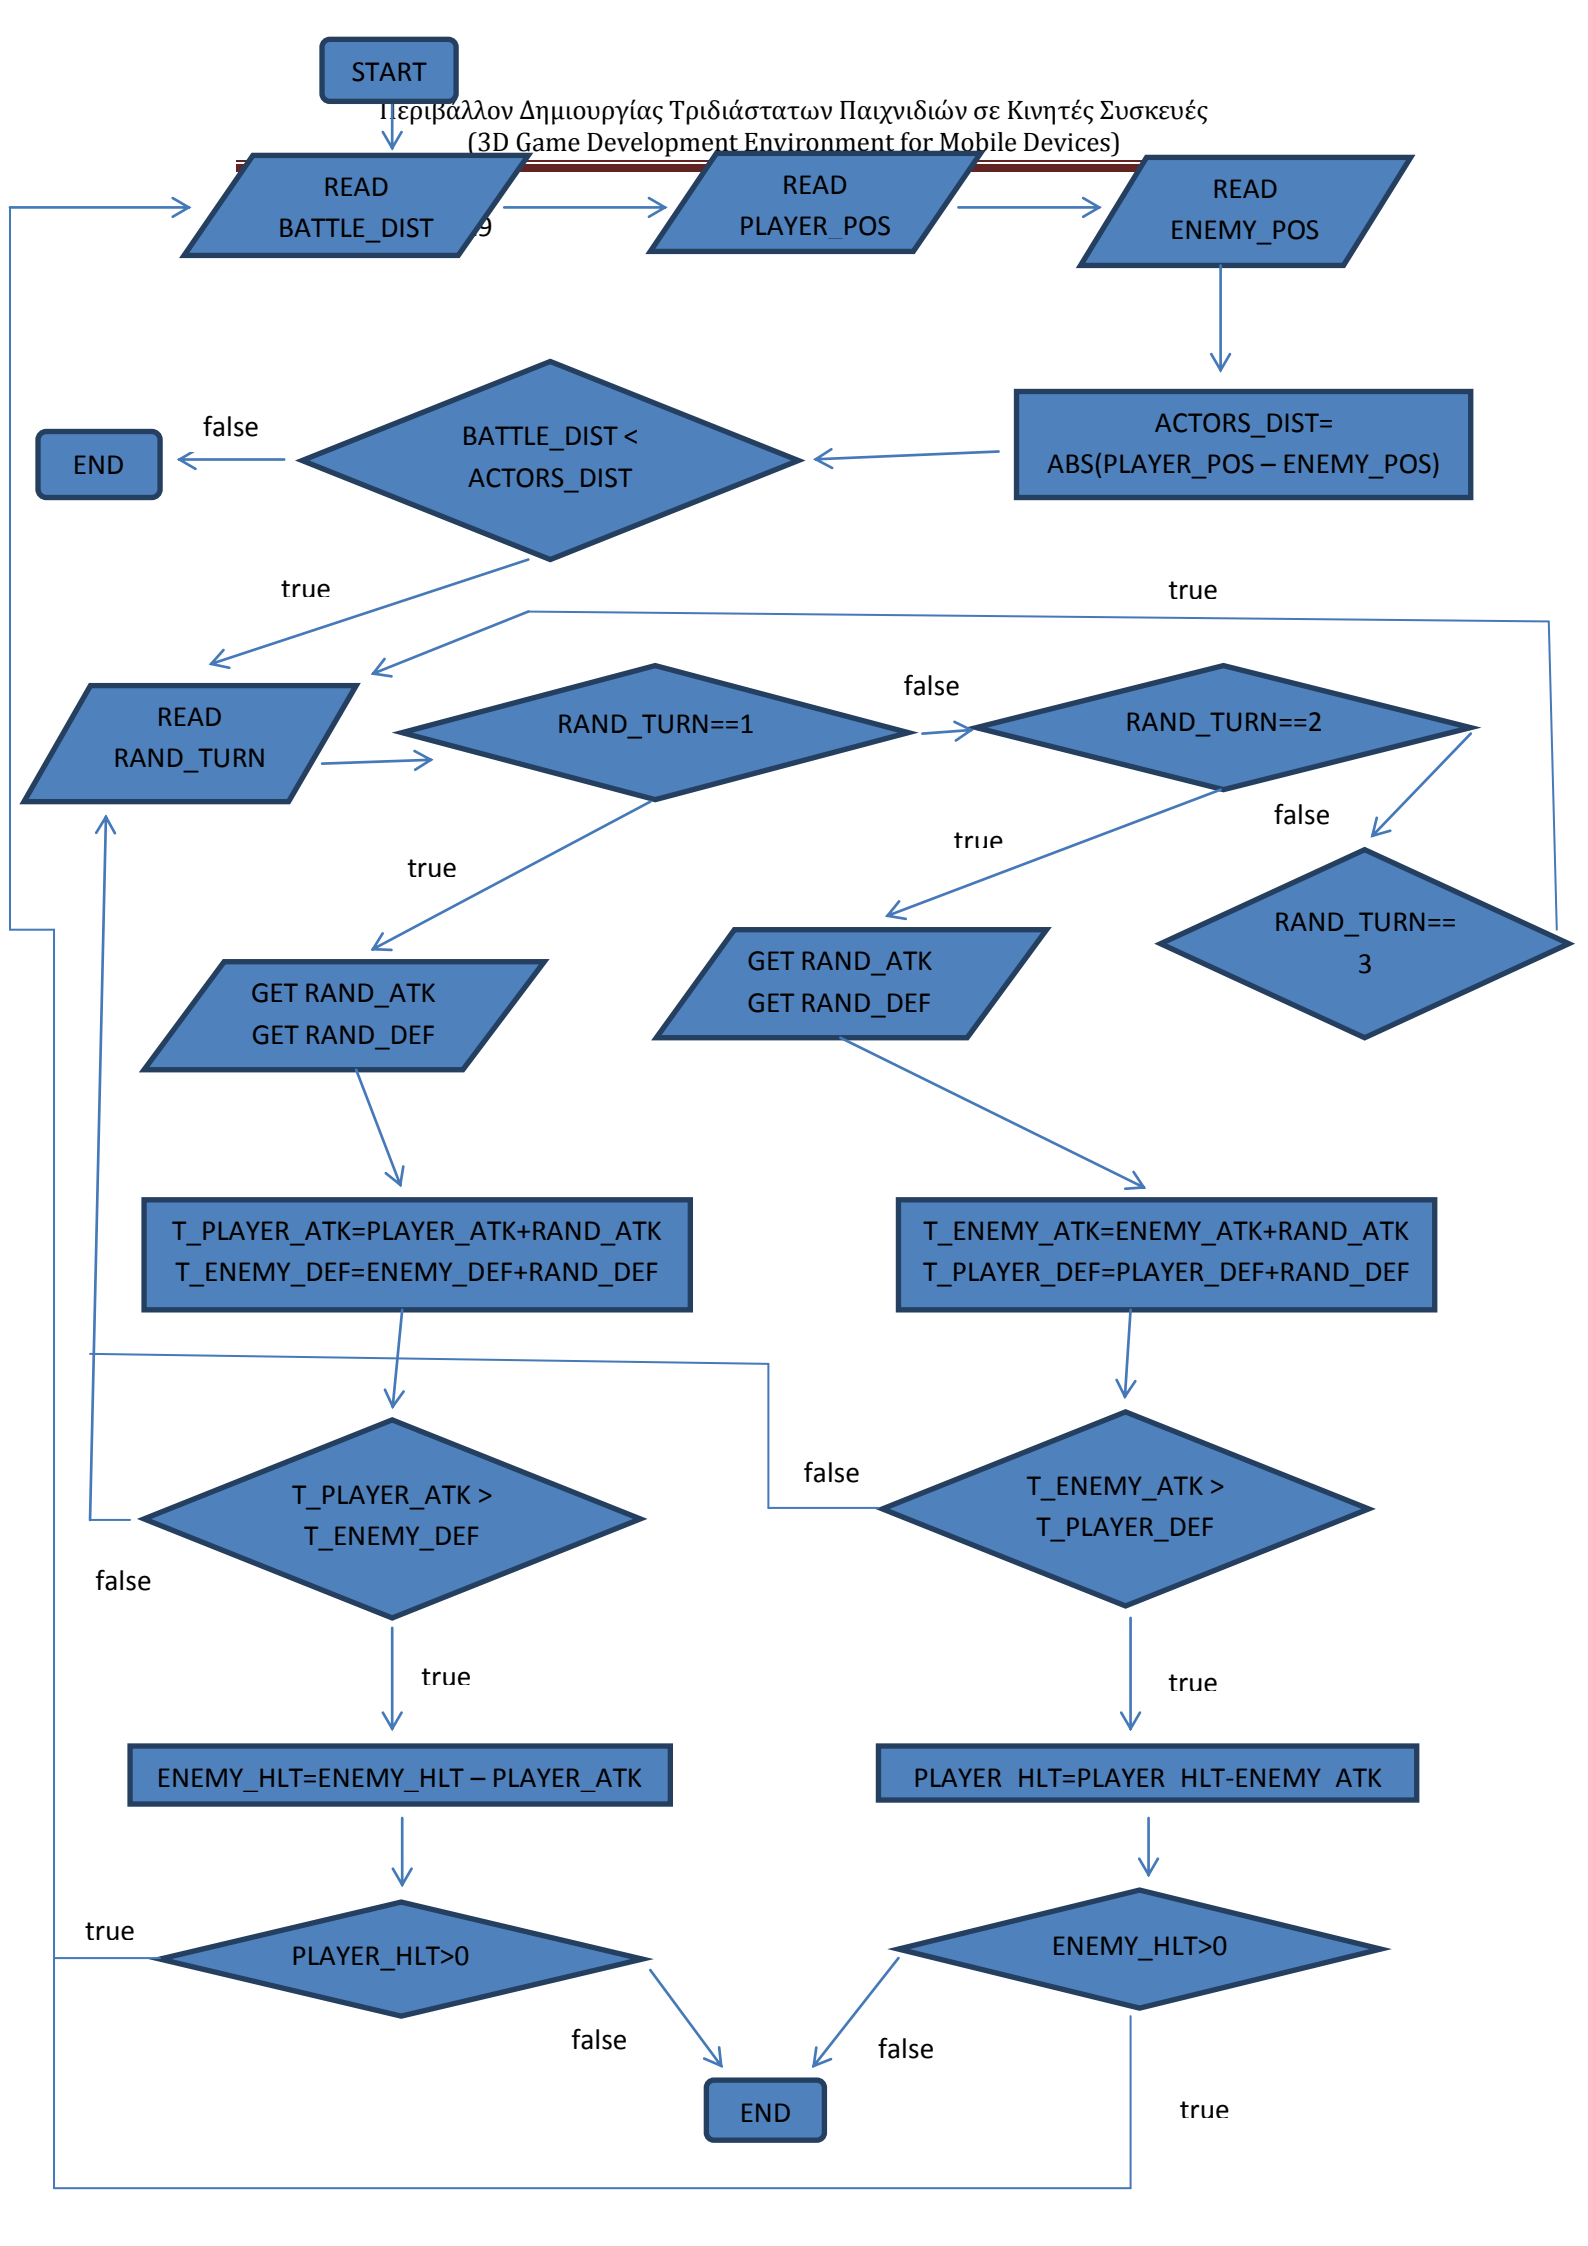 START
Περιβάλλον Δημιουργίας Τριδιάστατων Παιχνιδιών σε Κινητές Συσκευές
(3D Game Development Environment for Mobile Devices)
READ
BATTLE_DIST
9
READ
PLAYER_POS
READ
ENEMY_POS
false
END
BATTLE_DIST <
ACTORS_DIST
ACTORS_DIST=
ABS(PLAYER_POS – ENEMY_POS)
true
true
READ
RAND_TURN
RAND_TURN==1
false
RAND_TURN==2
true
true
false
GET RAND_ATK
GET RAND_DEF
GET RAND_ATK
GET RAND_DEF
RAND_TURN==
3
T_PLAYER_ATK=PLAYER_ATK+RAND_ATK
T_ENEMY_DEF=ENEMY_DEF+RAND_DEF
T_ENEMY_ATK=ENEMY_ATK+RAND_ATK
T_PLAYER_DEF=PLAYER_DEF+RAND_DEF
T_PLAYER_ATK >
T_ENEMY_DEF
false
false
T_ENEMY_ATK >
T_PLAYER_DEF
true
true
ENEMY_HLT=ENEMY_HLT – PLAYER_ATK
PLAYER_HLT=PLAYER_HLT-ENEMY_ATK
true
PLAYER_HLT>0
ENEMY_HLT>0
false
false
END
true